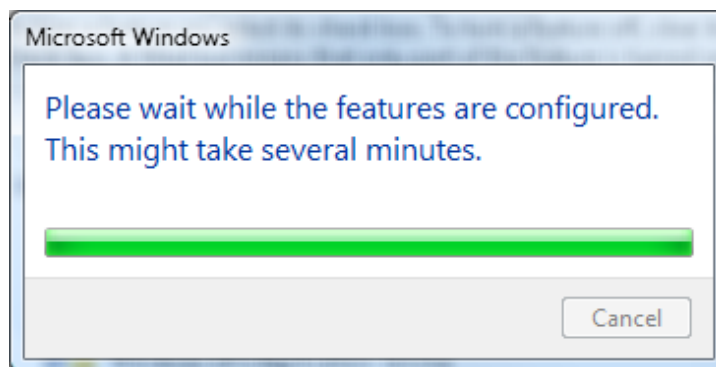 Microsoft Windows
Please wait while the features are configured.
This might take several minutes.
Cancel